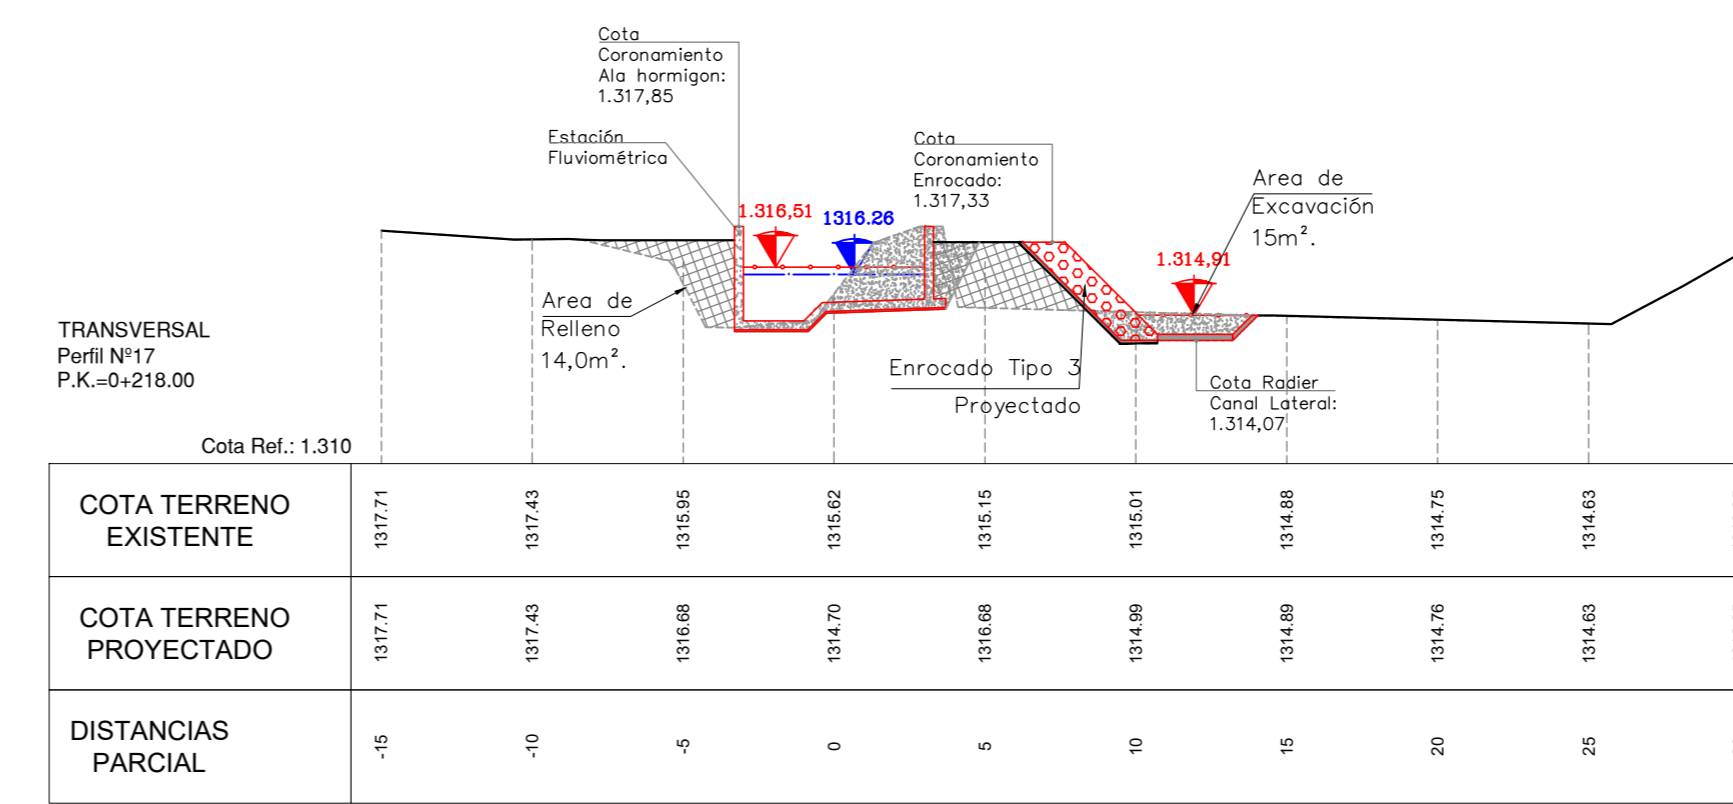 Cota
Coronamiento
Ala hormigon:
1.317,85
Estación
Fluviométrica
Cota
Coronamiento
Enrocado:
1.317,33
Area de
Excavación
15m².
1.316,51
1316.26
1.314,91
Area de
Relleno
14,0m².
Enrocado Tipo 3
Proyectado
Cota Radier
Canal Lateral:
1.314,07
TRANSVERSAL
Perfil Nº17
P.K.=0+218.00
Cota Ref.: 1.310
COTA TERRENO
EXISTENTE
1317.71 1317.43 1315.95 1315.62 1315.15 1315.01 1314.88 1314.75 1314.63
COTA TERRENO
PROYECTADO
1317.71 1317.43 1316.68 1314.70 1316.68 1314.99 1314.89 1314.76 1314.63
DISTANCIAS
PARCIAL
-15 -10 -5 0 5 10 15 20 25